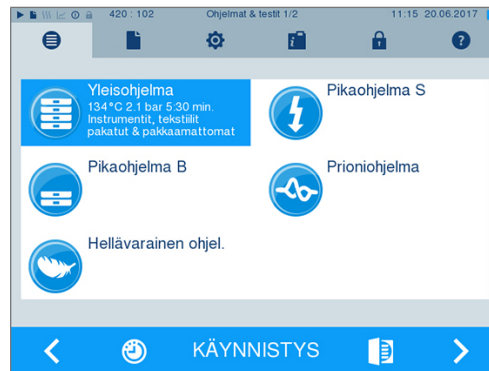 420 : 102 Ohjelmat & testit 1/2 11:15 20.06.2017
Yleisohjelma
134°C 2.1 bar 5:30 min.
Instrumentit, tekstiilit
pakatut & pakkaamattomat
Pikaohjelma S
Pikaohjelma B
Prioniohjelma
Hellävarainen ohjel.
KÄYNNISTYS